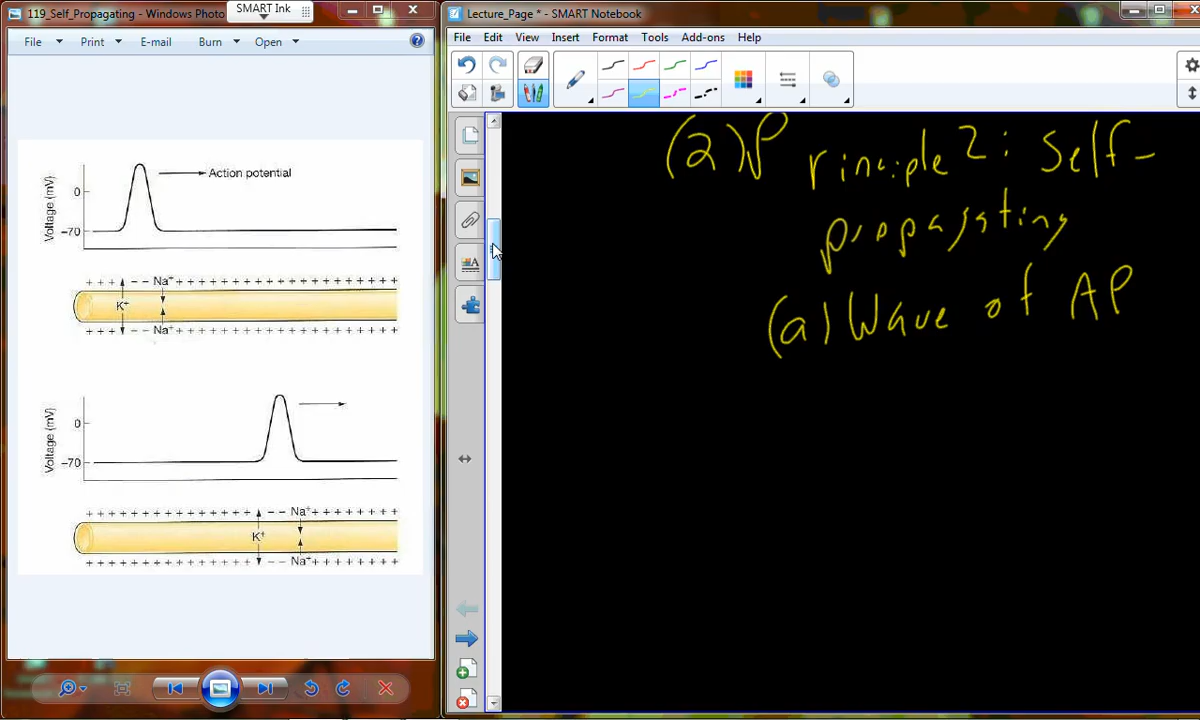 119_Self_Propagating - Windows Photo
SMART Ink
File Print E-mail Burn Open
Voltage (mV)
0
-70
Action potential
+ + + + - - Na+ + + + + + + + + + + + + + + + + + +
K+
+ + + + - - Na+ + + + + + + + + + + + + + + + + + +
Voltage (mV)
0
-70
+ + + + + + + + + + + + + + + + + - - Na+ + + + + + + +
K+
+ + + + + + + + + + + + + + + + + - - Na+ + + + + + + +
Lecture_Page * - SMART Notebook
File Edit View Insert Format Tools Add-ons Help
(2) Principle 2: Self-
propagating
(a) Wave of AP